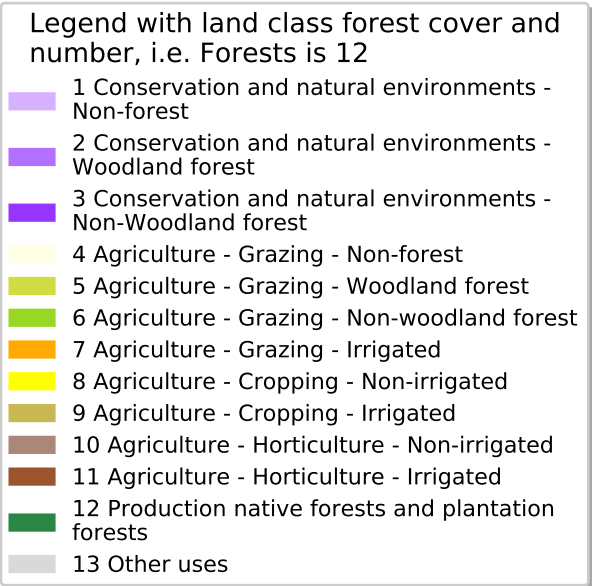 Legend with land class forest cover and
number, i.e. Forests is 12
1 Conservation and natural environments -
Non-forest
2 Conservation and natural environments -
Woodland forest
3 Conservation and natural environments -
Non-Woodland forest
4 Agriculture - Grazing - Non-forest
5 Agriculture - Grazing - Woodland forest
6 Agriculture - Grazing - Non-woodland forest
7 Agriculture - Grazing - Irrigated
8 Agriculture - Cropping - Non-irrigated
9 Agriculture - Cropping - Irrigated
10 Agriculture - Horticulture - Non-irrigated
11 Agriculture - Horticulture - Irrigated
12 Production native forests and plantation
forests
13 Other uses